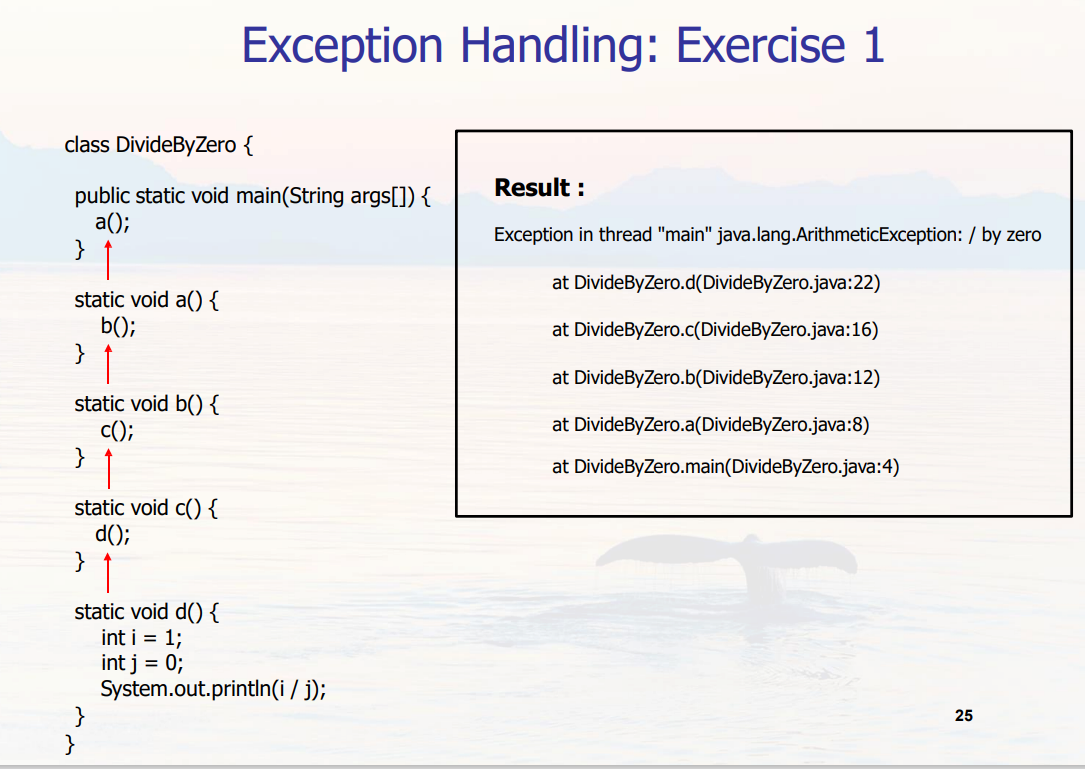 Exception Handling: Exercise 1
class DivideByZero {
public static void main(String args[]) {
a();
}
static void a() {
b();
}
static void b() {
c();
}
static void c() {
d();
}
static void d() {
int i = 1;
int j = 0;
System.out.println(i / j);
}
}
Result :
Exception in thread "main" java.lang.ArithmeticException: / by zero
at DivideByZero.d(DivideByZero.java:22)
at DivideByZero.c(DivideByZero.java:16)
at DivideByZero.b(DivideByZero.java:12)
at DivideByZero.a(DivideByZero.java:8)
at DivideByZero.main(DivideByZero.java:4)
25